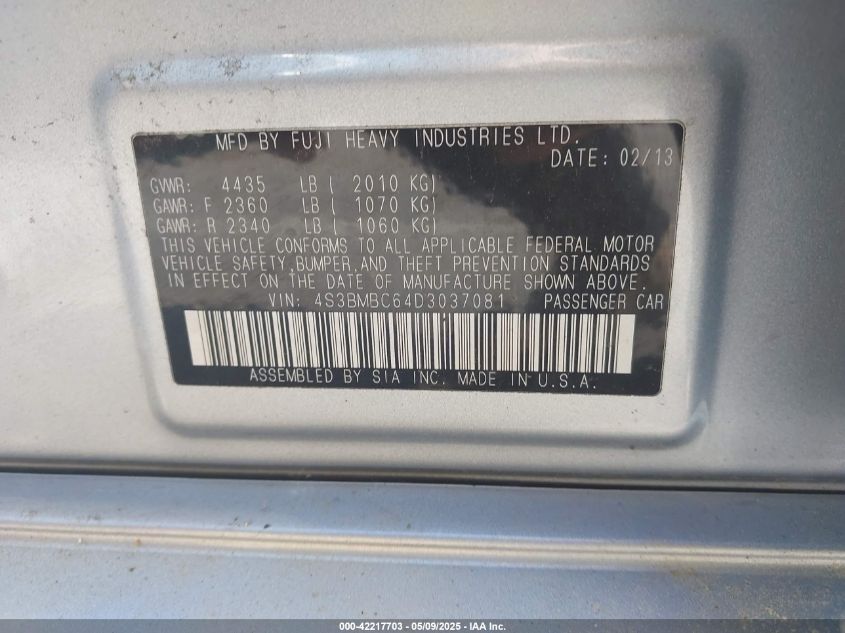 MFD BY FUJI HEAVY INDUSTRIES LTD.
DATE: 02/13
GVWR: 4435 LB ( 2010 KG)
GAWR: F 2360 LB ( 1070 KG)
GAWR: R 2340 LB ( 1060 KG)
THIS VEHICLE CONFORMS TO ALL APPLICABLE FEDERAL MOTOR
VEHICLE SAFETY,BUMPER,AND THEFT PREVENTION STANDARDS
IN EFFECT ON THE DATE OF MANUFACTURE SHOWN ABOVE.
VIN: 4S3BMBC64D3037081 PASSENGER CAR
ASSEMBLED BY SIA INC. MADE IN U.S.A.
000-42217703 - 05/09/2025 - IAA Inc.